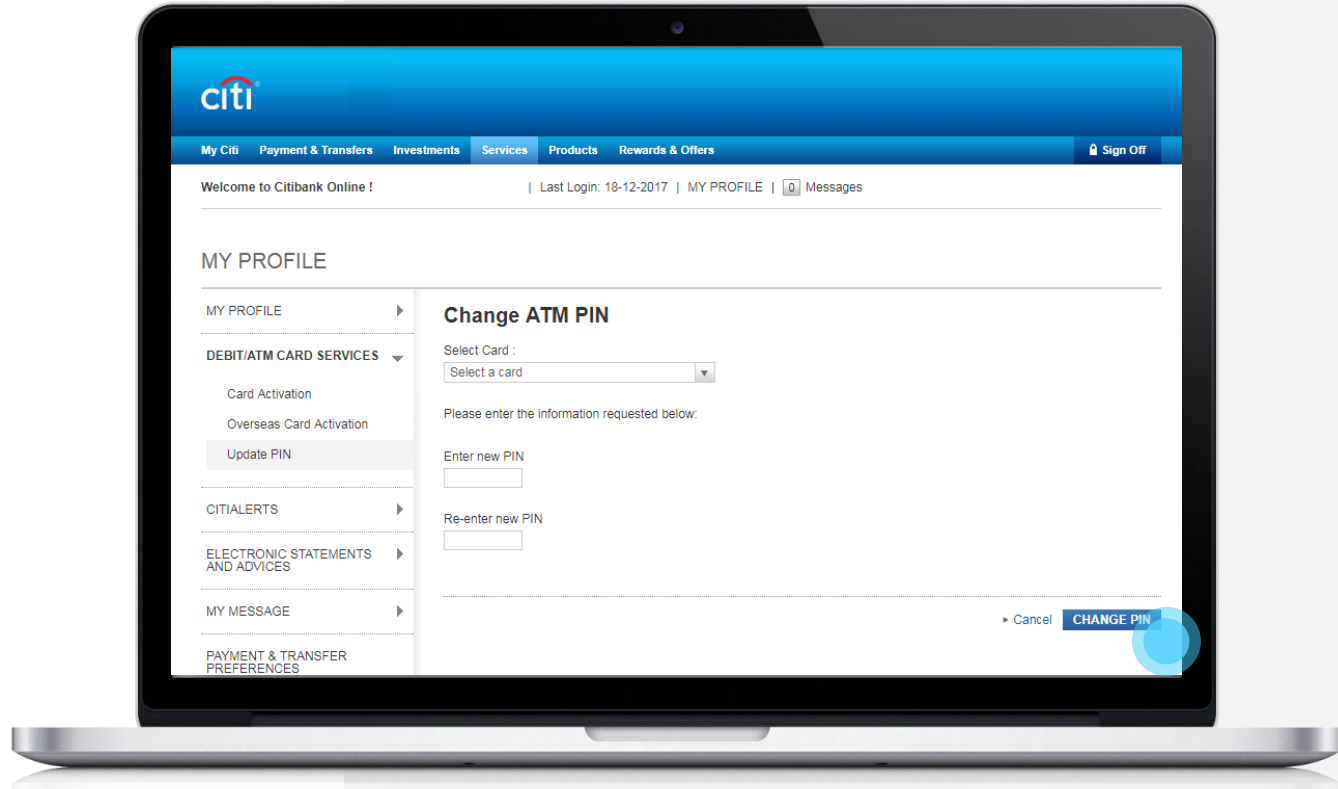 citi
My Citi Payment & Transfers Investments Services Products Rewards & Offers Sign Off
Welcome to Citibank Online ! | Last Login: 18-12-2017 | MY PROFILE | 0 Messages
MY PROFILE
MY PROFILE
DEBIT/ATM CARD SERVICES
Card Activation
Overseas Card Activation
Update PIN
CITIALERTS
ELECTRONIC STATEMENTS
AND ADVICES
MY MESSAGE
PAYMENT & TRANSFER
PREFERENCES
Change ATM PIN
Select Card :
Select a card
Please enter the information requested below:
Enter new PIN
Re-enter new PIN
Cancel CHANGE PIN